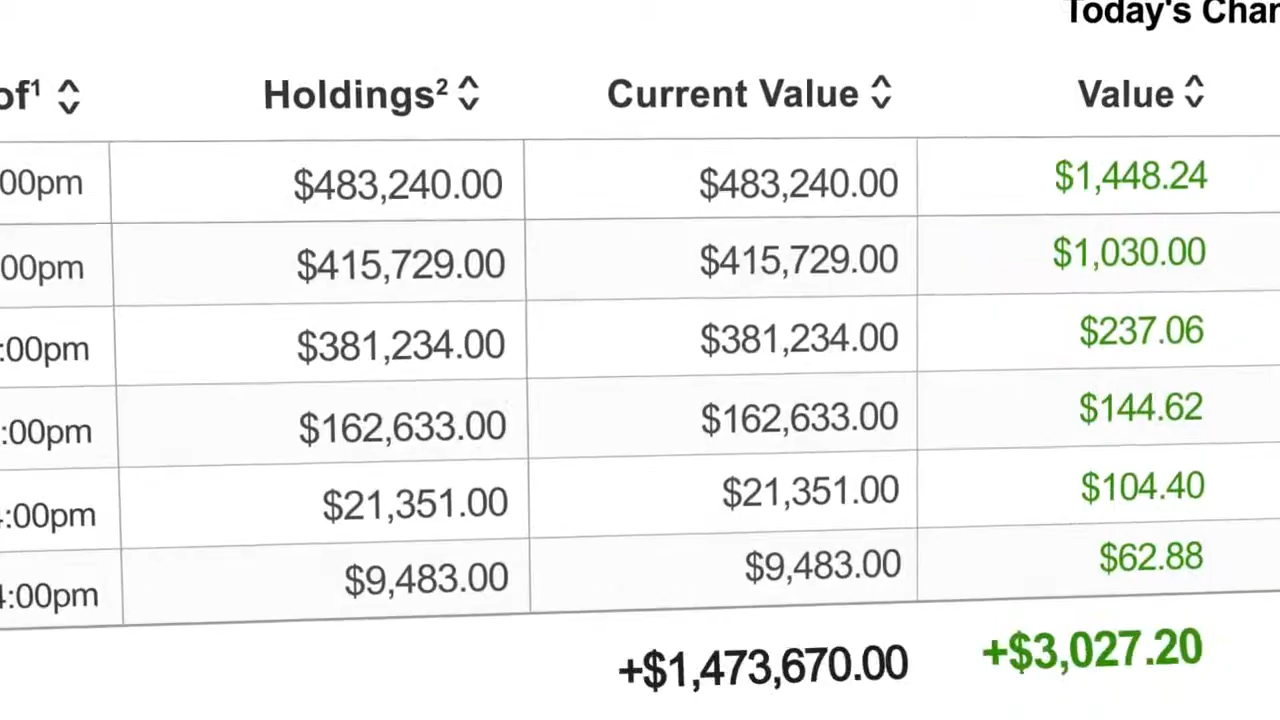 Today's Chan
of¹ Holdings² Current Value Value
00pm $483,240.00 $483,240.00 $1,448.24
00pm $415,729.00 $415,729.00 $1,030.00
:00pm $381,234.00 $381,234.00 $237.06
:00pm $162,633.00 $162,633.00 $144.62
:00pm $21,351.00 $21,351.00 $104.40
4:00pm $9,483.00 $9,483.00 $62.88
+$1,473,670.00 +$3,027.20